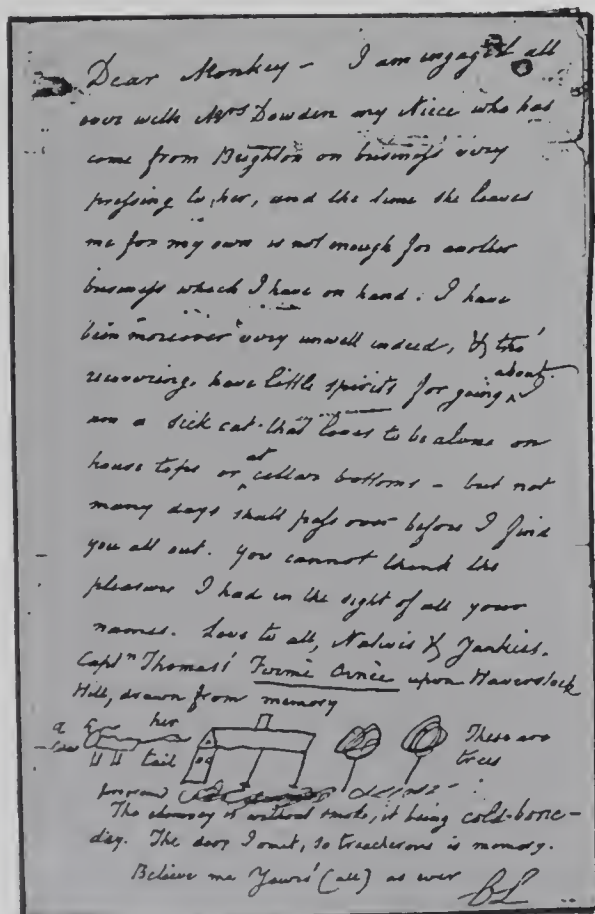 Dear Monkey – I am engaged all
over with Mrs Dowden my Niece who has
come from Brighton on business very
pressing to her, and the time she leaves
me for my own is not enough for another
business which I have on hand. I have
been moreover very unwell indeed, & tho'
recovering, have little spirits for going about. I
am a sick cat that loves to be alone on
house tops or at cellar bottoms – but not
many days shall pass over before I find
you all out. You cannot think the
pleasure I had in the sight of all your
names. Love to all, Natives & Yankies.
Captn Thomas' Fermé Ornée upon Haverstock
Hill, drawn from memory
a cow her tail These are trees
The chimney is without smoke, it being cold-bone-
day. The door I omit, so treacherous is memory.
Believe me Yours' (all) as ever